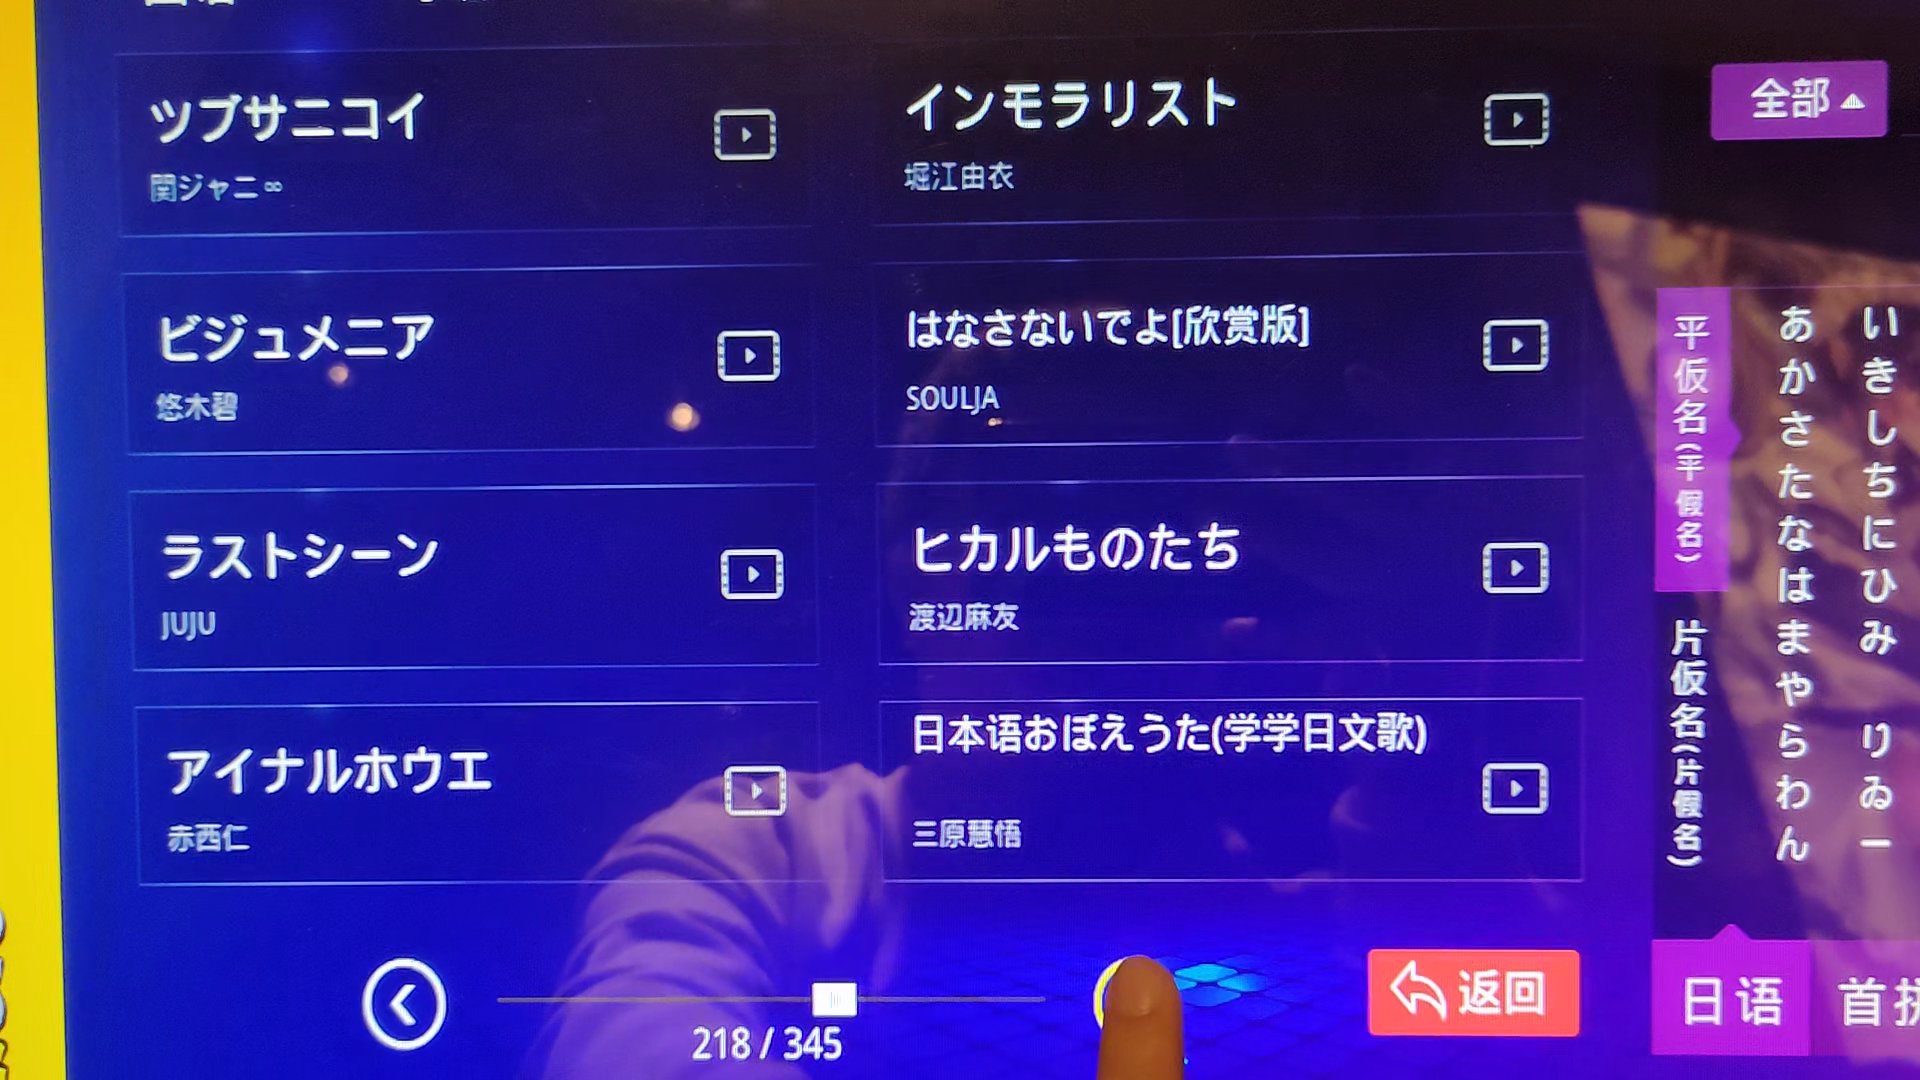 ツブサニコイ
関ジャニ∞
インモラリスト
堀江由衣
ビジュメニア
悠木碧
はなさないでよ[欣赏版]
SOULJA
ラストシーン
JUJU
ヒカルものたち
渡辺麻友
アイナルホウエ
赤西仁
日本语おぼえうた(学学日文歌)
三原慧悟
218 / 345
返回
全部
平仮名(平假名)
片仮名(片假名)
あかさたなはまやらわん
いきしちにひみ りゐー
日语
首拼